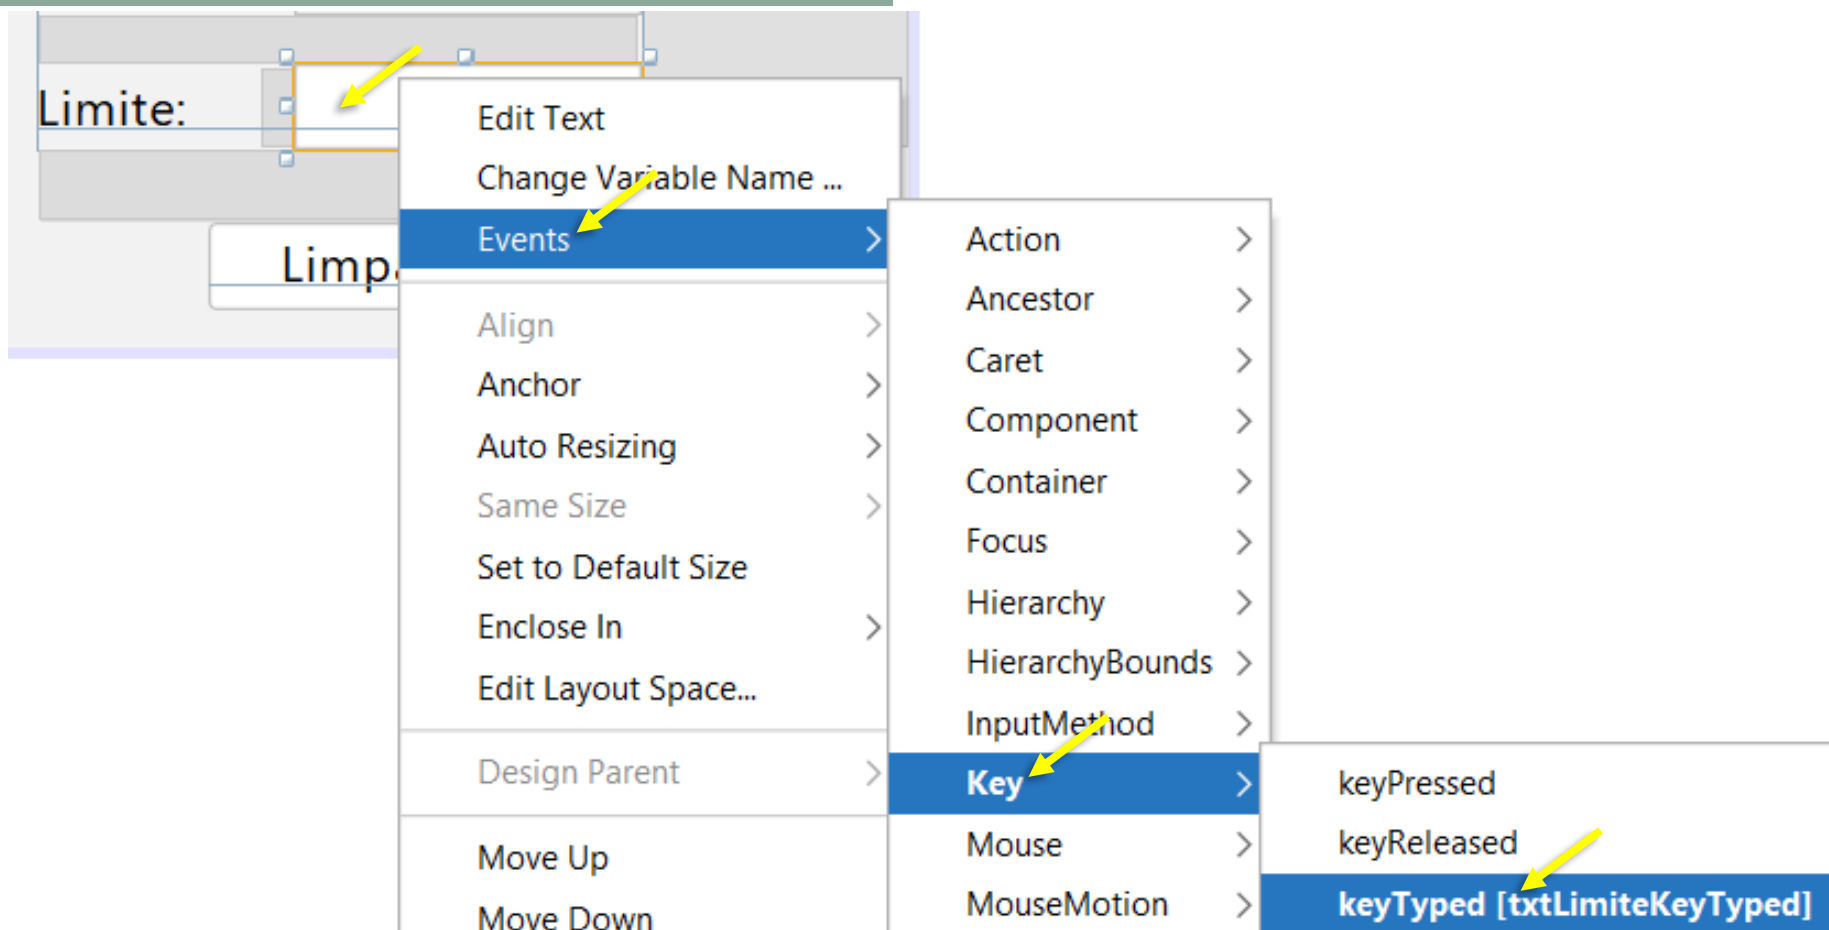 Limite:
Limpa
Edit Text
Change Variable Name ...
Events
Align
Anchor
Auto Resizing
Same Size
Set to Default Size
Enclose In
Edit Layout Space...
Design Parent
Move Up
Move Down
Action
Ancestor
Caret
Component
Container
Focus
Hierarchy
HierarchyBounds
InputMethod
Key
Mouse
MouseMotion
keyPressed
keyReleased
keyTyped [txtLimiteKeyTyped]